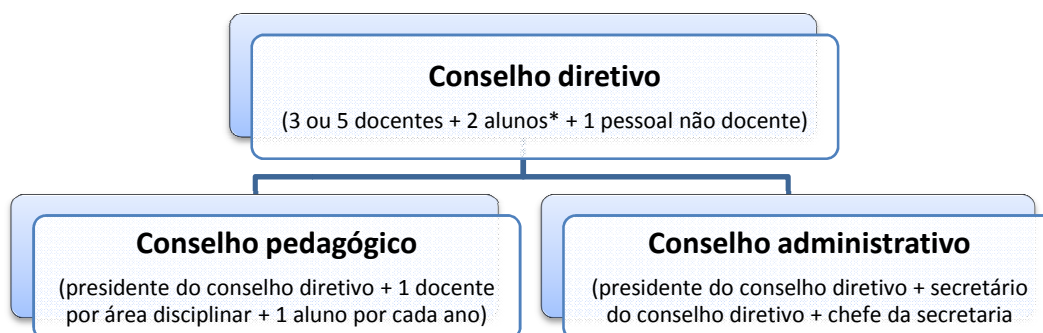 Conselho diretivo
(3 ou 5 docentes + 2 alunos* + 1 pessoal não docente)
Conselho pedagógico
(presidente do conselho diretivo + 1 docente
por área disciplinar + 1 aluno por cada ano)
Conselho administrativo
(presidente do conselho diretivo + secretário
do conselho diretivo + chefe da secretaria